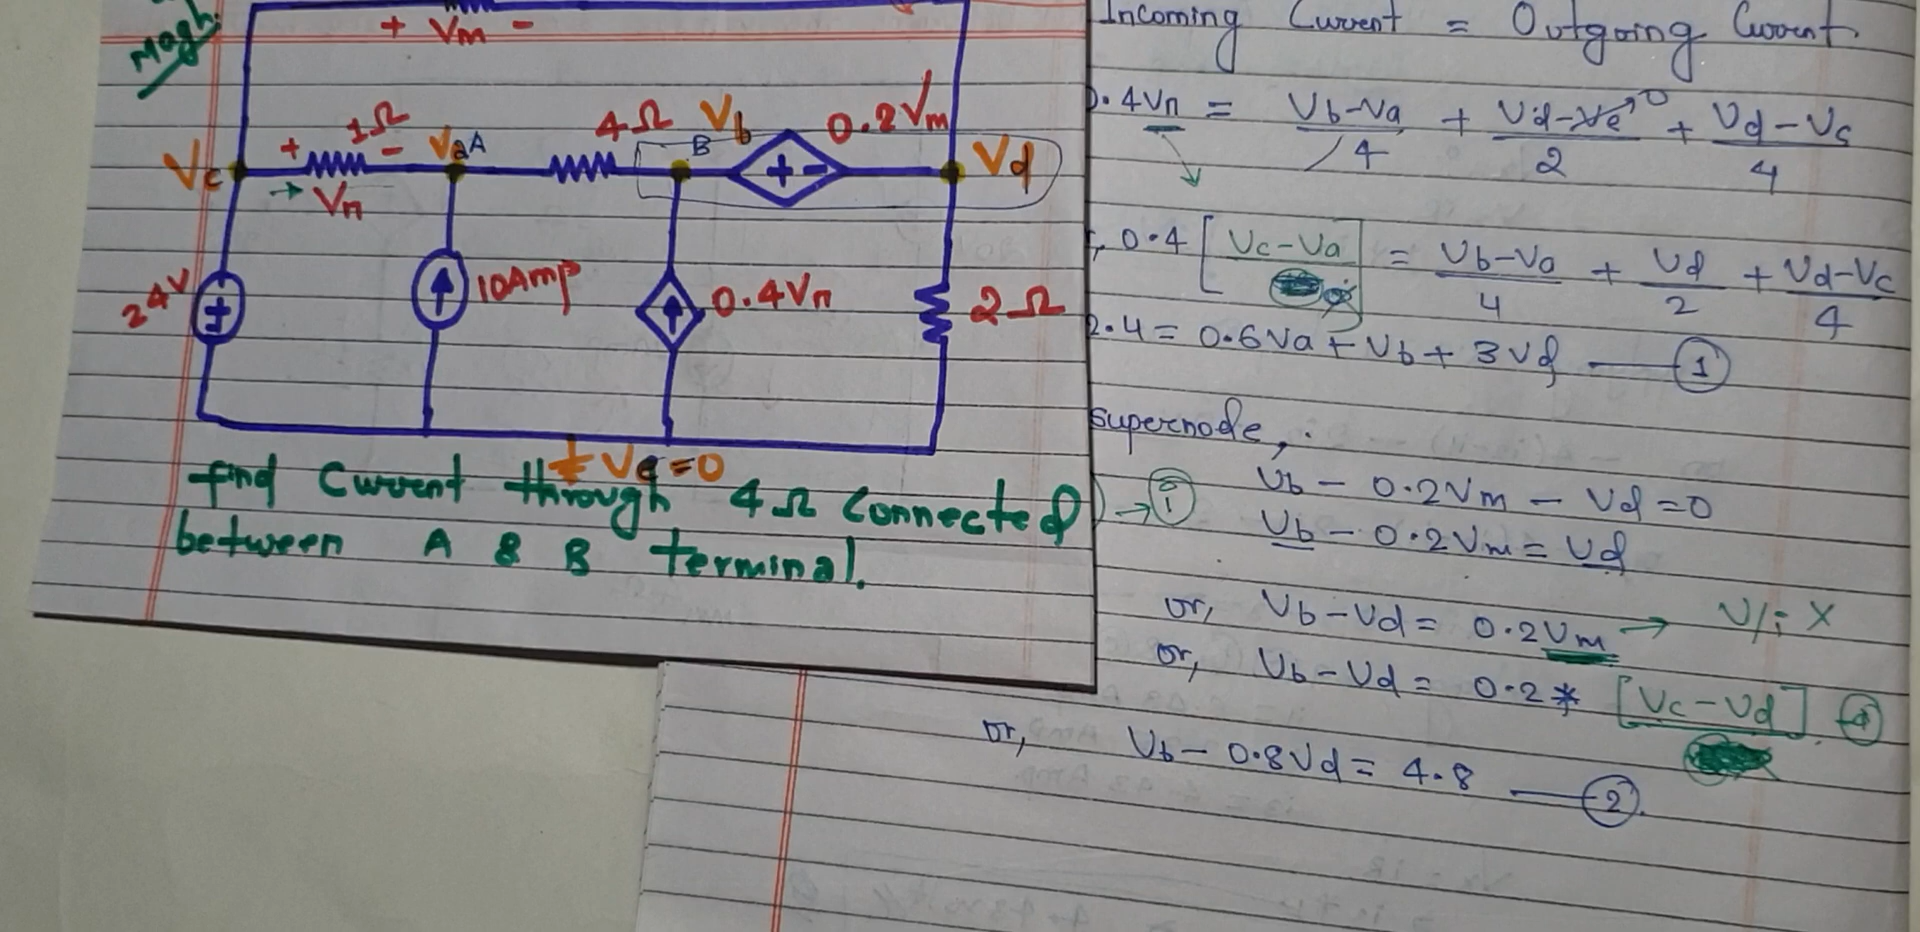 Magh
+ Vm -
1Ω
4Ω
Vb
0.2Vm
Vc
+
-
Va
A
B
+ -
Vd
Vn
24V
±
10Amp
0.4Vn
2Ω
=0
find Current through 4Ω Connected
between A & B terminal.
Incoming Current = Outgoing Current
0.4Vn = Vb-Va/4 + Vd-Ve→0/2 + Vd-Vc/4
0.4 [Vc-Va] = Vb-Va/4 + Vd/2 + Vd-Vc/4
2.4 = 0.6Va + Vb + 3Vd — 1
supernode,
→ i Vb - 0.2Vm - Vd = 0
Vb - 0.2Vm = Vd
or, Vb - Vd = 0.2Vm → V/i X
or, Vb - Vd = 0.2 * [Vc-Vd]
or, Vb - 0.8Vd = 4.8 — 2